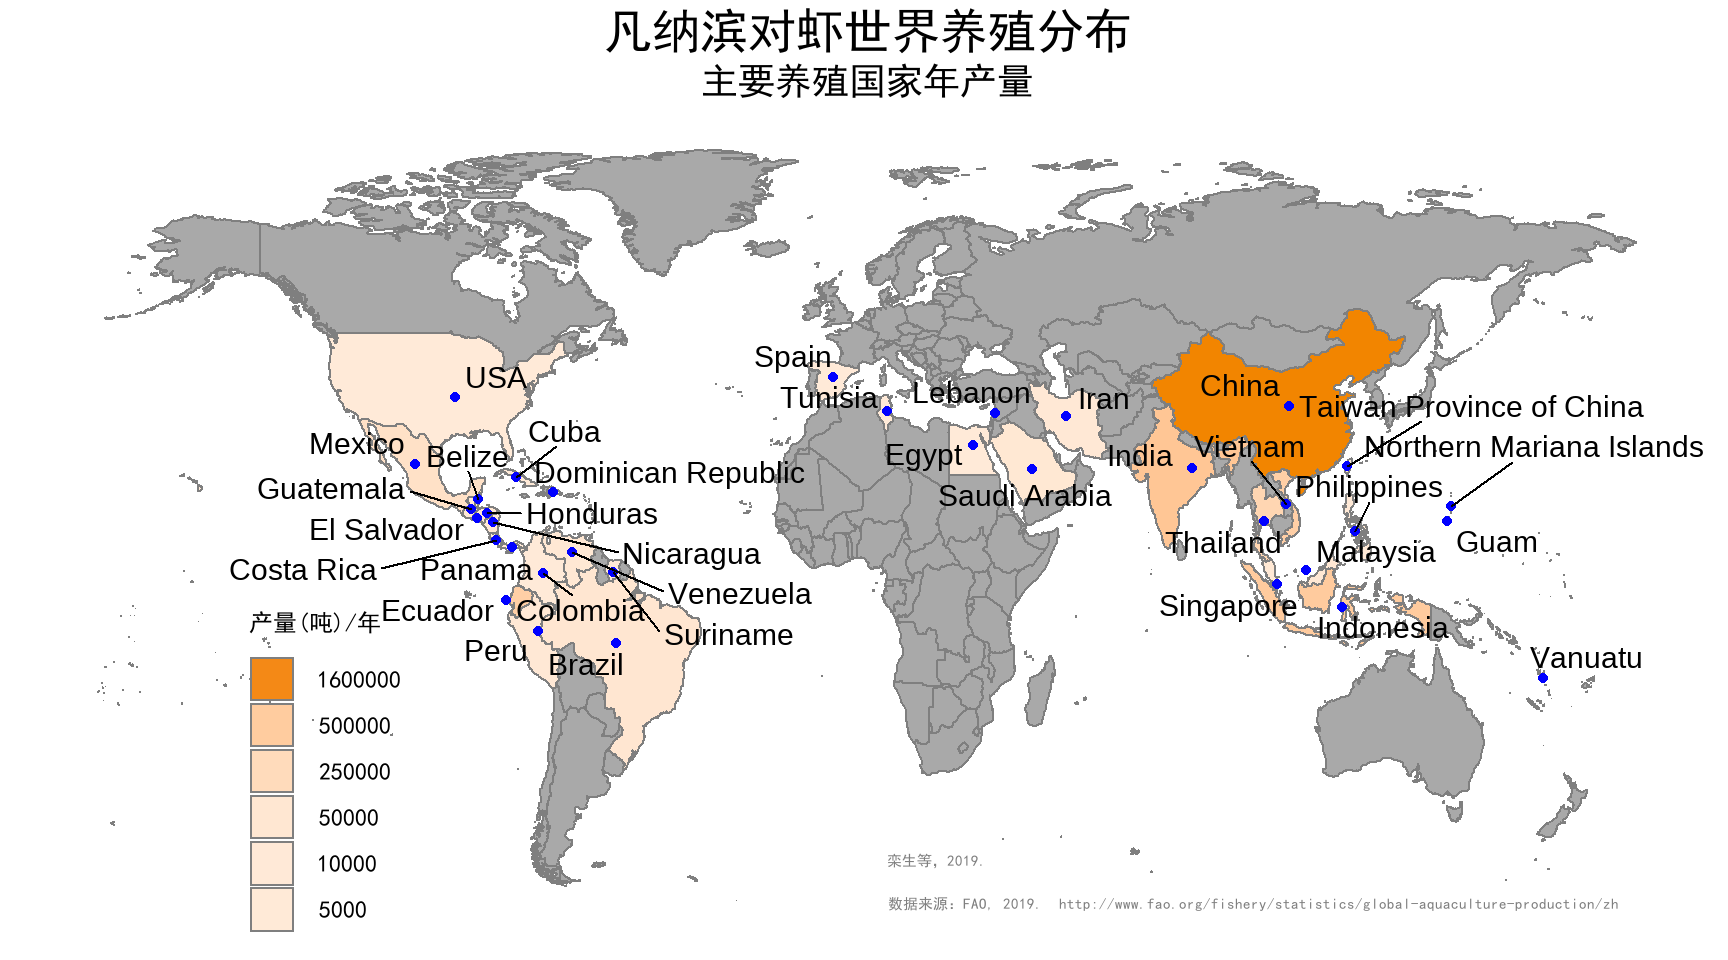 凡纳滨对虾世界养殖分布
主要养殖国家年产量
Spain
USA
Lebanon
Tunisia
Iran
China
Taiwan Province of China
Cuba
Mexico
Belize
Egypt
India
Vietnam
Northern Mariana Islands
Dominican Republic
Guatemala
Saudi Arabia
Philippines
Honduras
El Salvador
Thailand
Guam
Nicaragua
Malaysia
Costa Rica
Panama
Venezuela
Ecuador
Colombia
Singapore
产量(吨)/年
Suriname
Indonesia
Peru
Brazil
Vanuatu
1600000
500000
250000
50000
10000
5000
栾生等, 2019.
数据来源: FAO, 2019. http://www.fao.org/fishery/statistics/global-aquaculture-production/zh